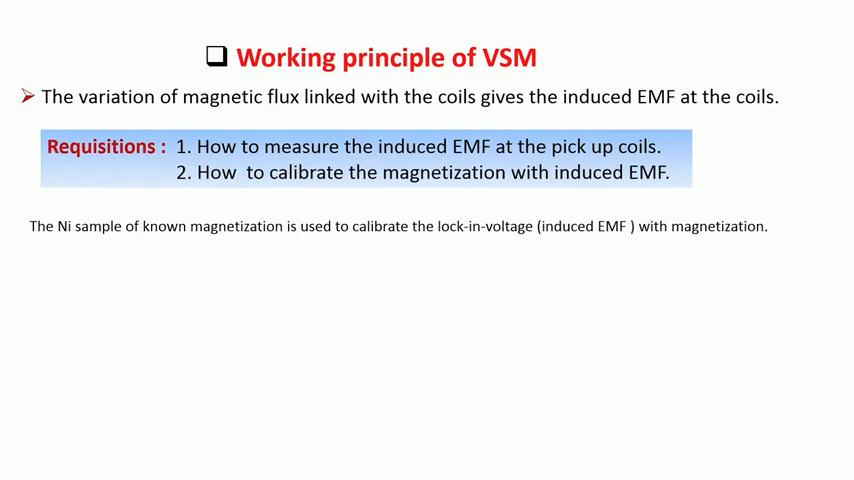 Working principle of VSM
The variation of magnetic flux linked with the coils gives the induced EMF at the coils.
Requisitions : 1. How to measure the induced EMF at the pick up coils.
2. How to calibrate the magnetization with induced EMF.
The Ni sample of known magnetization is used to calibrate the lock-in-voltage (induced EMF ) with magnetization.